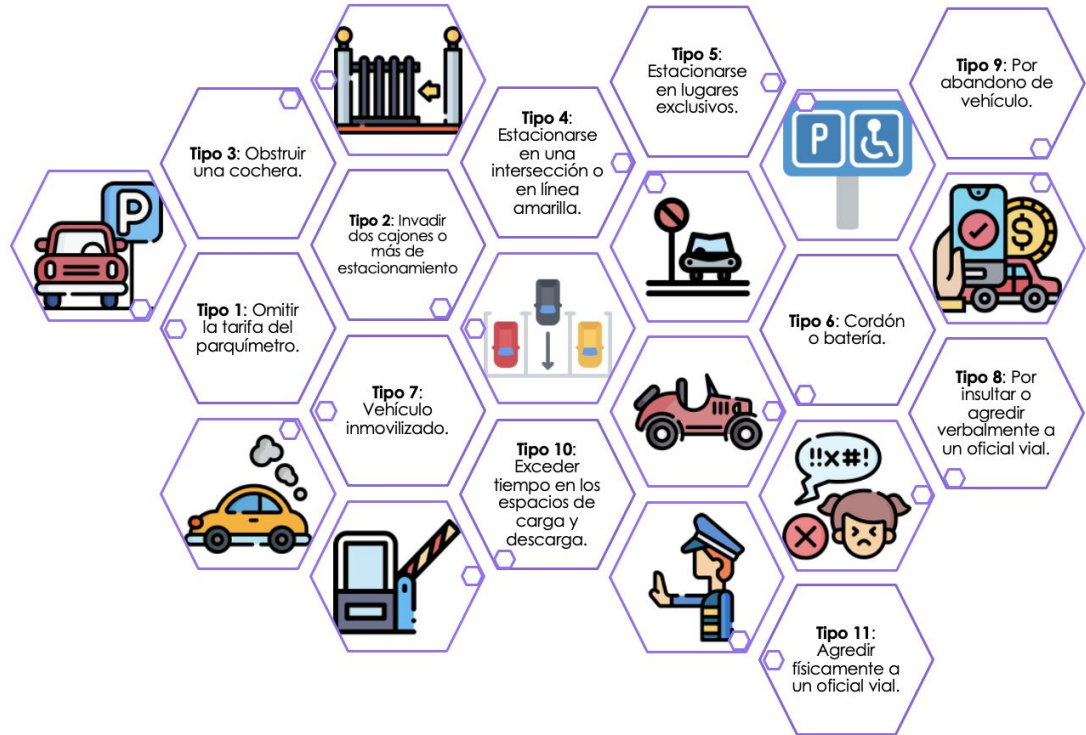 Tipo 5:
Estacionarse
en lugares
exclusivos.
Tipo 9: Por
abandono de
vehículo.
Tipo 3: Obstruir
una cochera.
Tipo 4:
Estacionarse
en una
intersección o
en línea
amarilla.
P
Tipo 2: Invadir
dos cajones o
más de
estacionamiento
P
$
Tipo 1: Omitir
la tarifa del
parquímetro.
Tipo 6: Cordón
o batería.
Tipo 7:
Vehículo
inmovilizado.
Tipo 8: Por
insultar o
agredir
verbalmente a
un oficial vial.
Tipo 10:
Exceder
tiempo en los
espacios de
carga y
descarga.
!!x#!
Tipo 11:
Agredir
físicamente a
un oficial vial.